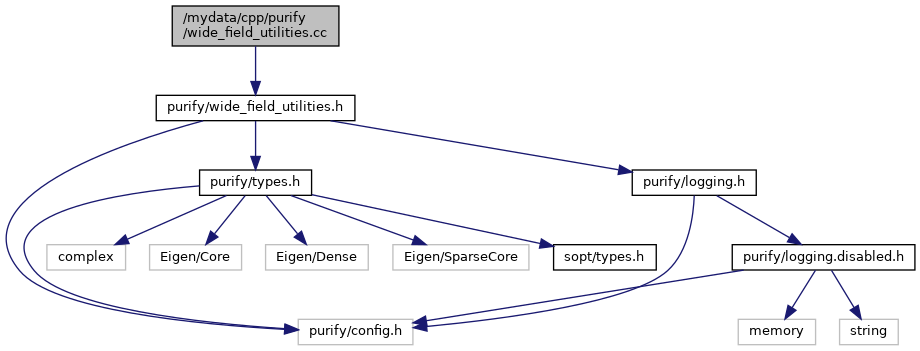 /mydata/cpp/purify
/wide_field_utilities.cc
purify/wide_field_utilities.h
purify/types.h
purify/logging.h
complex
Eigen/Core
Eigen/Dense
Eigen/SparseCore
sopt/types.h
purify/logging.disabled.h
purify/config.h
memory
string